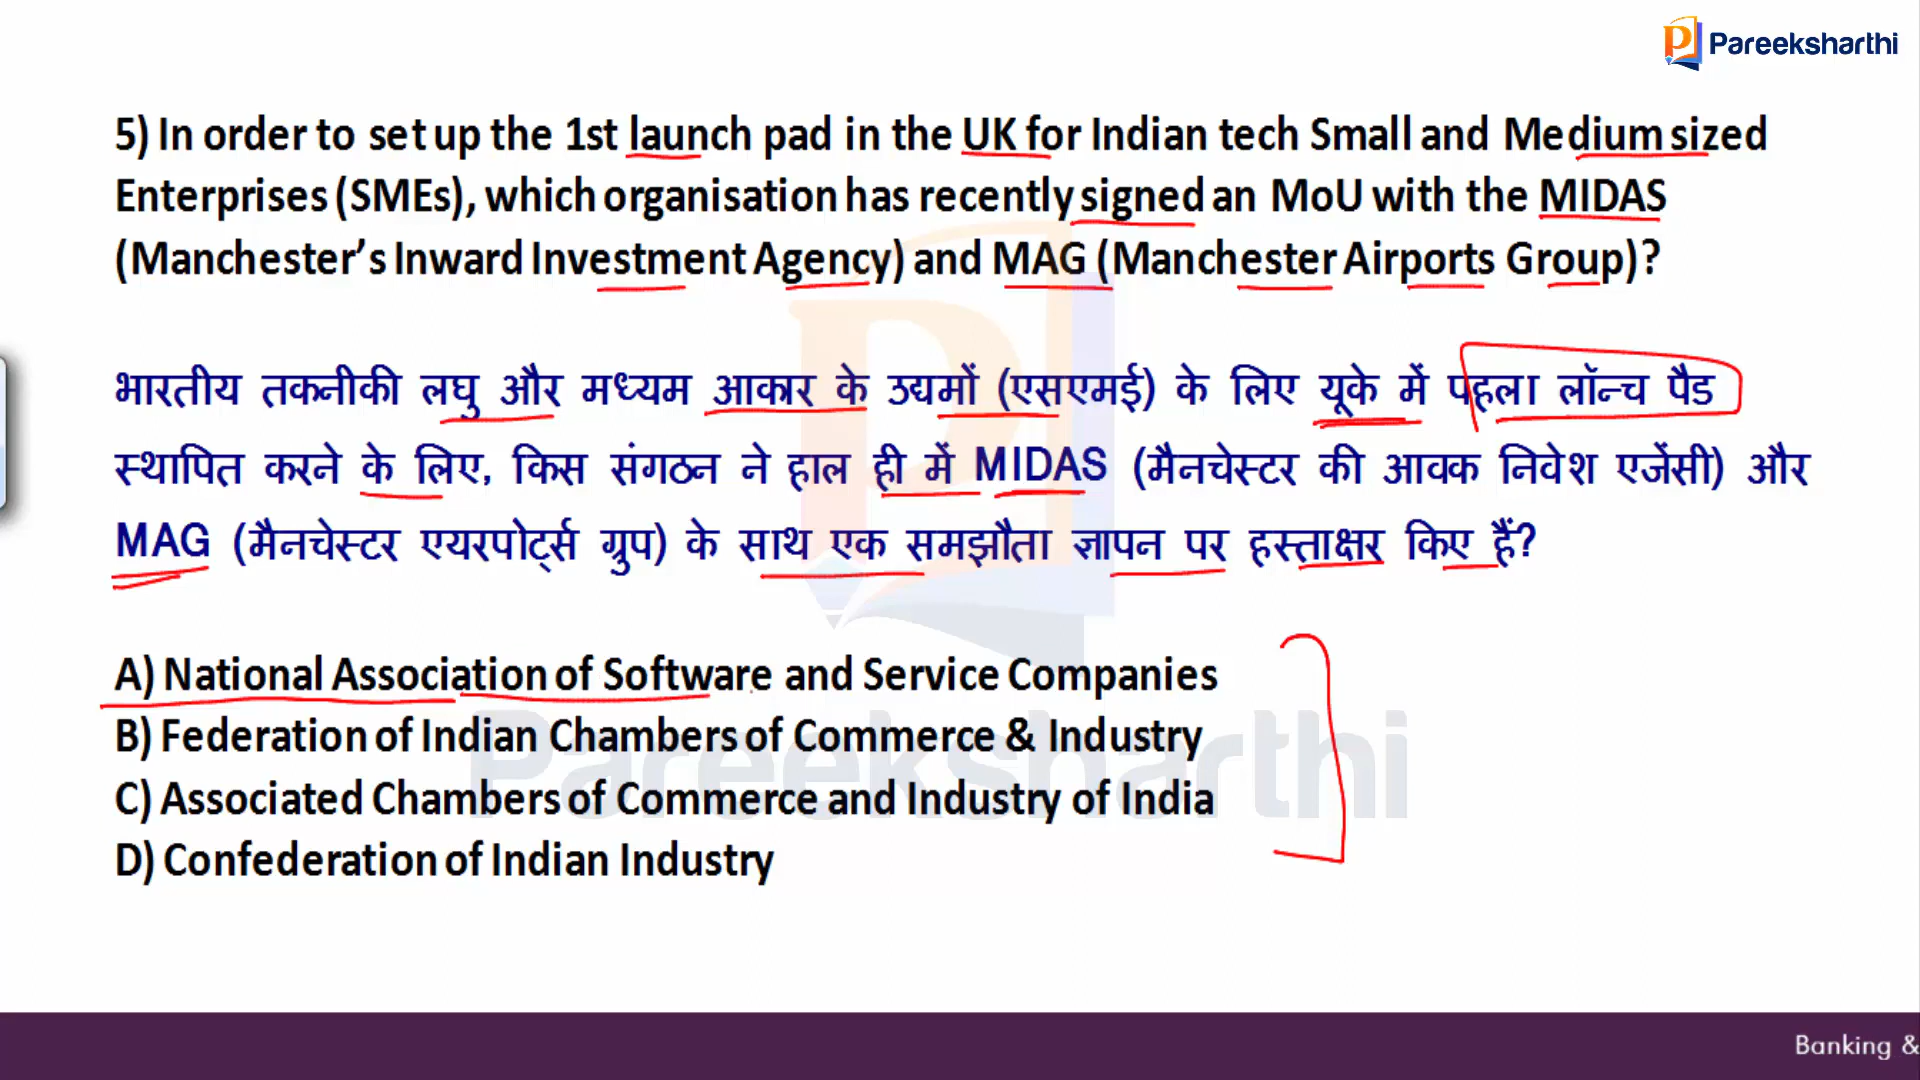 Pareeksharthi
5) In order to set up the 1st launch pad in the UK for Indian tech Small and Medium sized
Enterprises (SMEs), which organisation has recently signed an MoU with the MIDAS
(Manchester's Inward Investment Agency) and MAG (Manchester Airports Group)?
भारतीय तकनीकी लघु और मध्यम आकार के उद्यमों (एसएमई) के लिए यूके में पहला लॉन्च पैड
स्थापित करने के लिए, किस संगठन ने हाल ही में MIDAS (मैनचेस्टर की आवक निवेश एजेंसी) और
MAG (मैनचेस्टर एयरपोर्ट्स ग्रुप) के साथ एक समझौता ज्ञापन पर हस्ताक्षर किए हैं?
A) National Association of Software and Service Companies
B) Federation of Indian Chambers of Commerce & Industry
C) Associated Chambers of Commerce and Industry of India
D) Confederation of Indian Industry
Pareeksharthi
Banking &